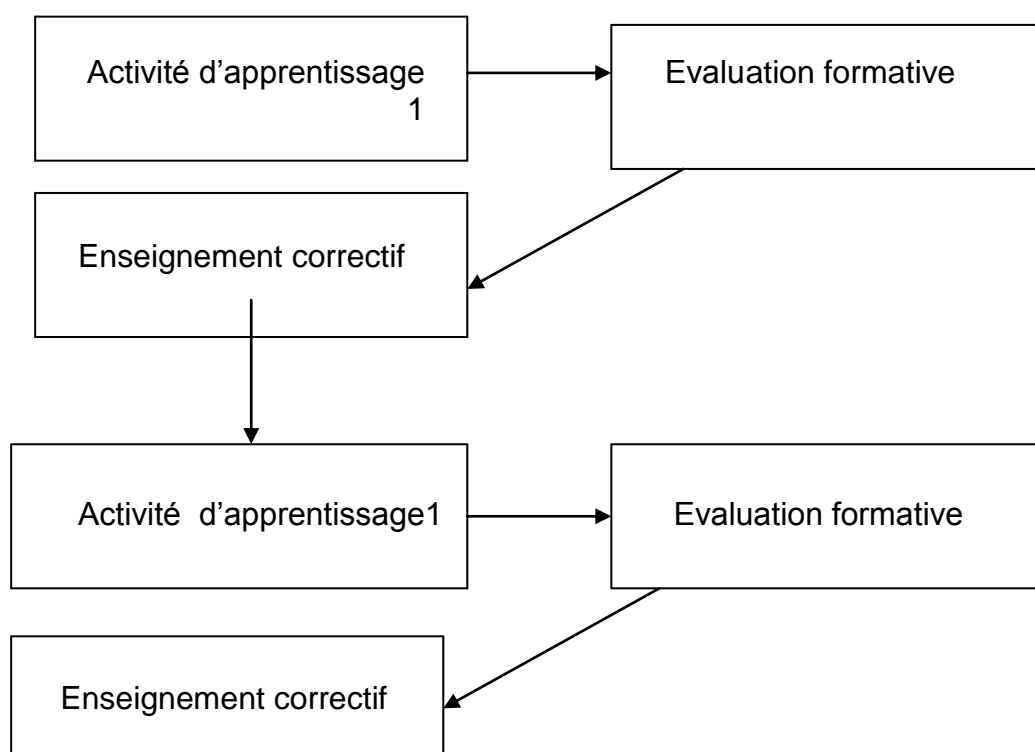 Activité d’apprentissage
1
Evaluation formative
Enseignement correctif
Activité d’apprentissage1
Evaluation formative
Enseignement correctif